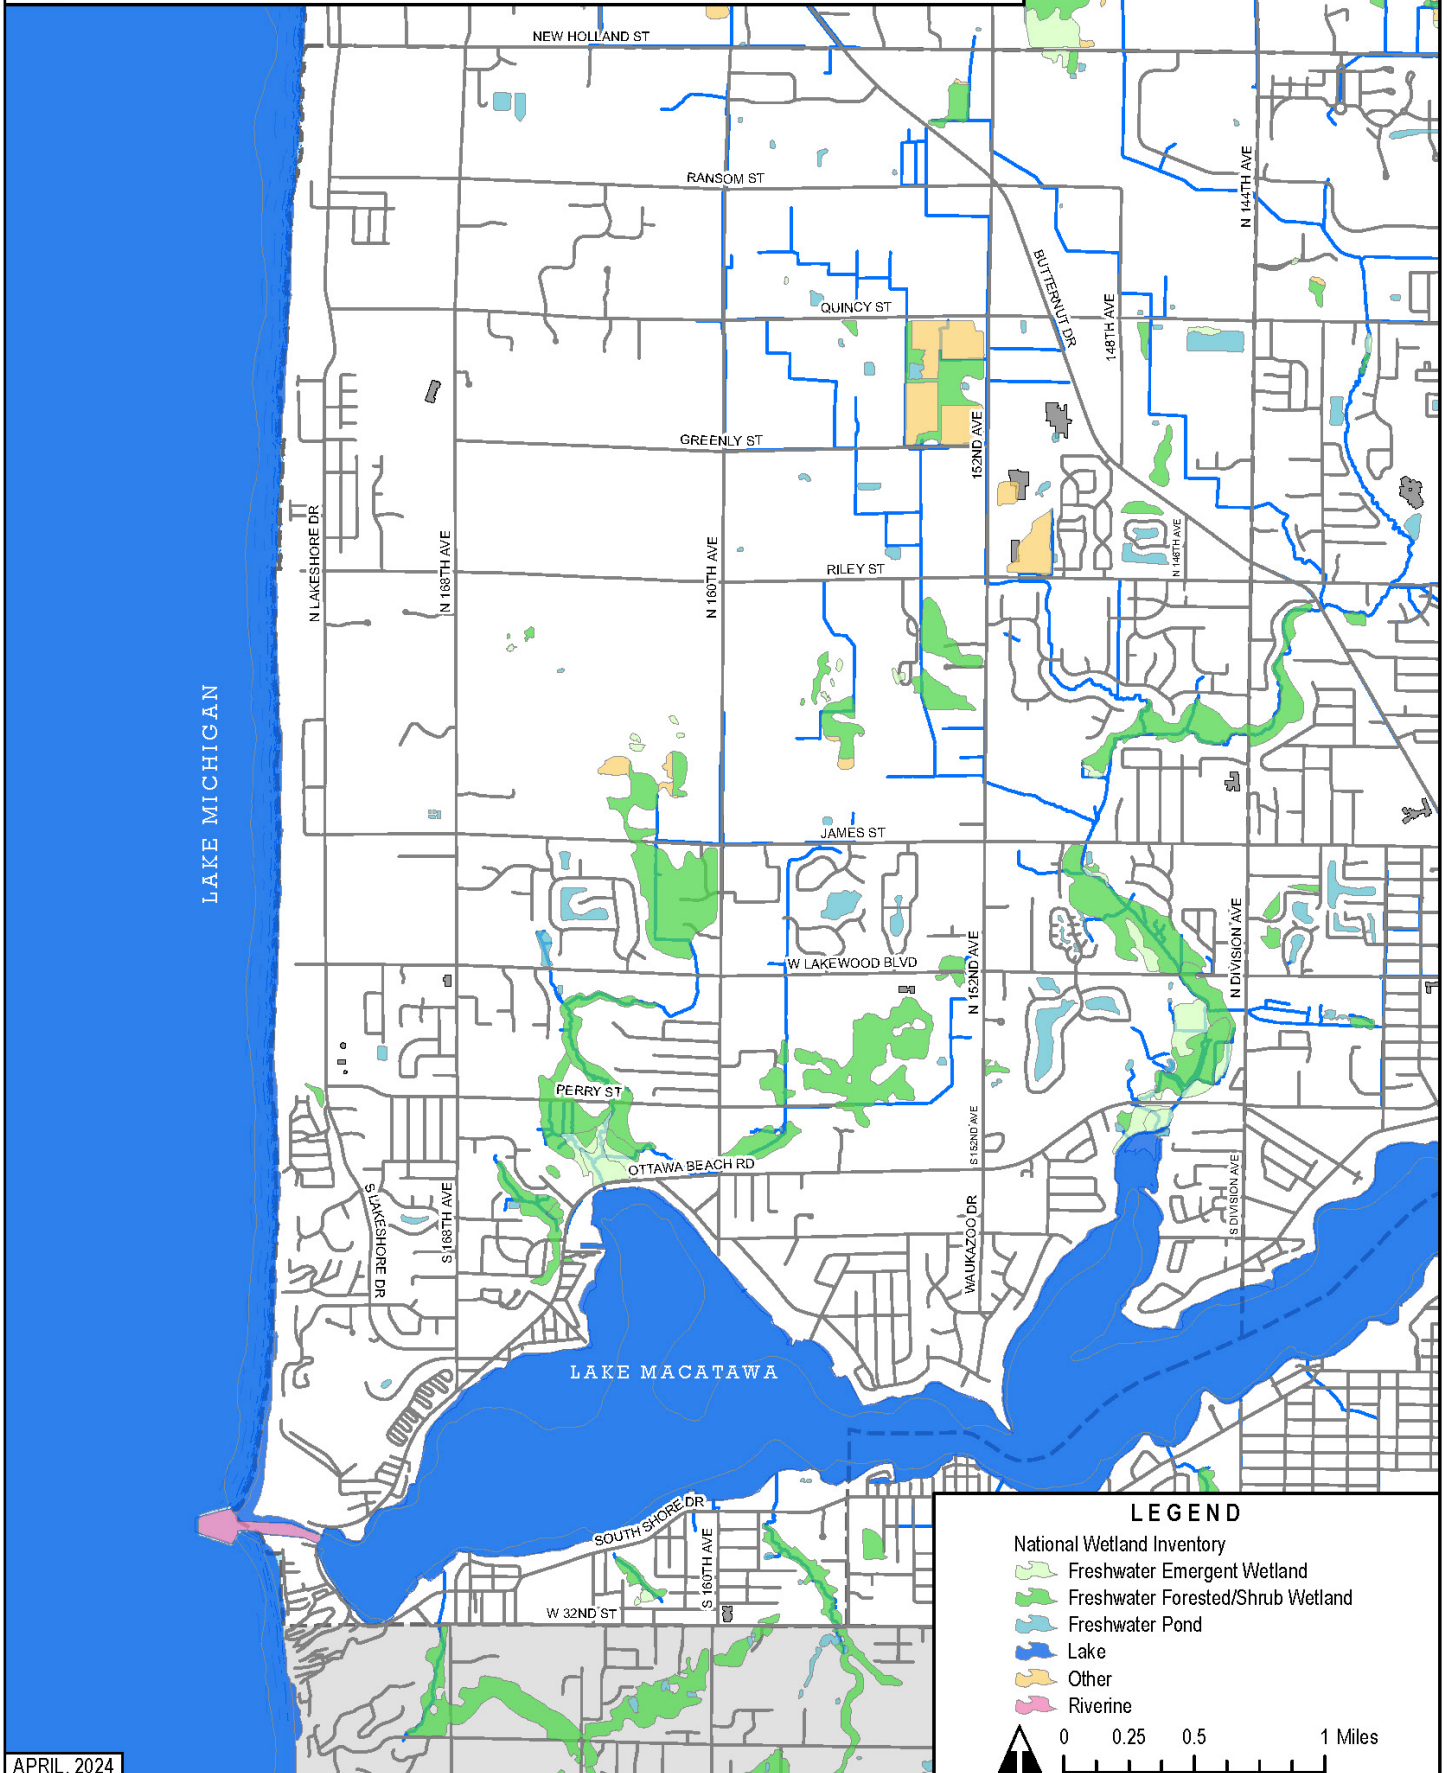 NEW HOLLAND ST
RANSOM ST
N 144TH AVE
BUTTERNUT DR
148TH AVE
QUINCY ST
GREENLY ST
152ND AVE
N LAKESHORE DR
N 168TH AVE
N 160TH AVE
N 146TH AVE
RILEY ST
LAKE MICHIGAN
JAMES ST
W LAKEWOOD BLVD
N 152ND AVE
N DIVISION AVE
PERRY ST
S 152ND AVE
OTTAWA BEACH RD
S LAKESHORE DR
S 168TH AVE
WAUKAZOO DR
S DIVISION AVE
LAKE MACATAWA
SOUTH SHORE DR
S 160TH AVE
W 32ND ST
LEGEND
National Wetland Inventory
Freshwater Emergent Wetland
Freshwater Forested/Shrub Wetland
Freshwater Pond
Lake
Other
Riverine
0 0.25 0.5 1 Miles
APRIL, 2024